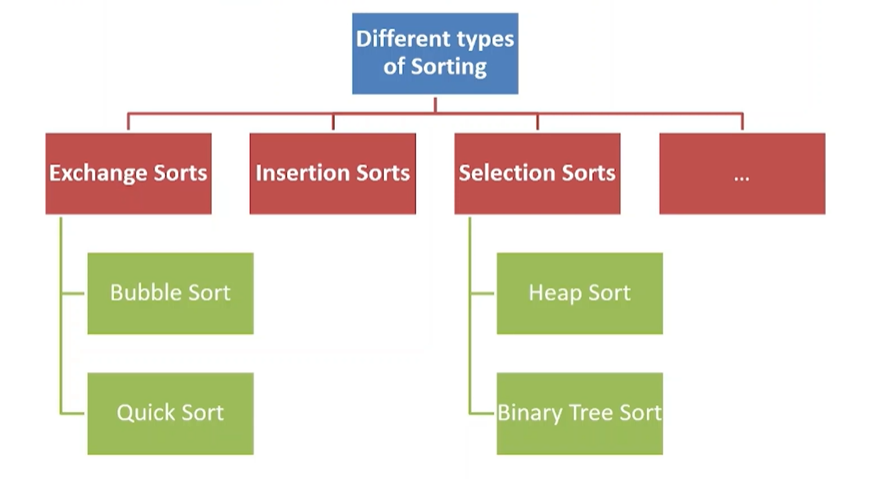 Different types
of Sorting
Exchange Sorts
Insertion Sorts
Selection Sorts
...
Bubble Sort
Heap Sort
Quick Sort
Binary Tree Sort